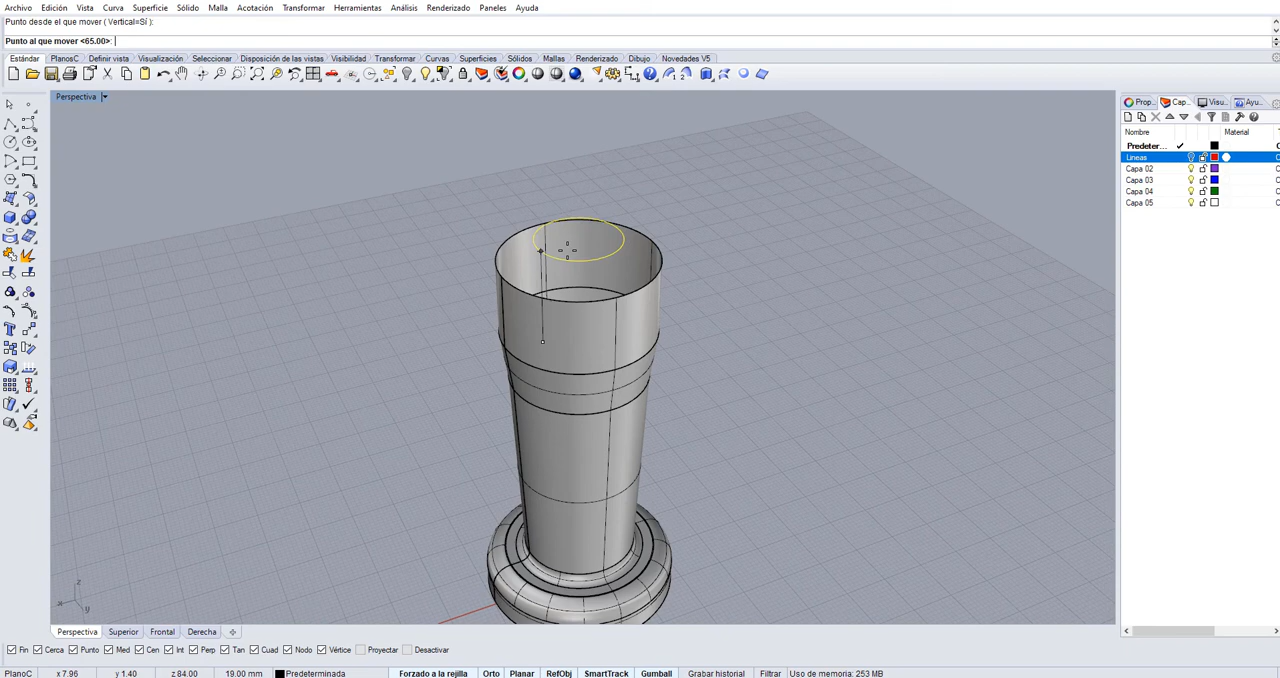 Archivo Edición Vista Curva Superficie Sólido Malla Acotación Transformar Herramientas Análisis Renderizado Paneles Ayuda
Punto desde el que mover ( Vertical=Sí ):
Punto al que mover <65.00>:
Estándar PlanosC Definir vista Visualización Seleccionar Disposición de las vistas Visibilidad Transformar Curvas Superficies Sólidos Mallas Renderizado Dibujo Novedades V5
Perspectiva
Prop... Cap... Visu... Ayu...
Nombre Material
Predeter...
Lineas
Capa 02
Capa 03
Capa 04
Capa 05
z
x
y
Perspectiva Superior Frontal Derecha
Fin Cerca Punto Med Cen Int Perp Tan Cuad Nodo Vértice Proyectar Desactivar
PlanoC x 7.96 y 1.40 z 84.00 19.00 mm Predeterminada Forzado a la rejilla Orto Planar RefObj SmartTrack Gumball Grabar historial Filtrar Uso de memoria: 253 MB